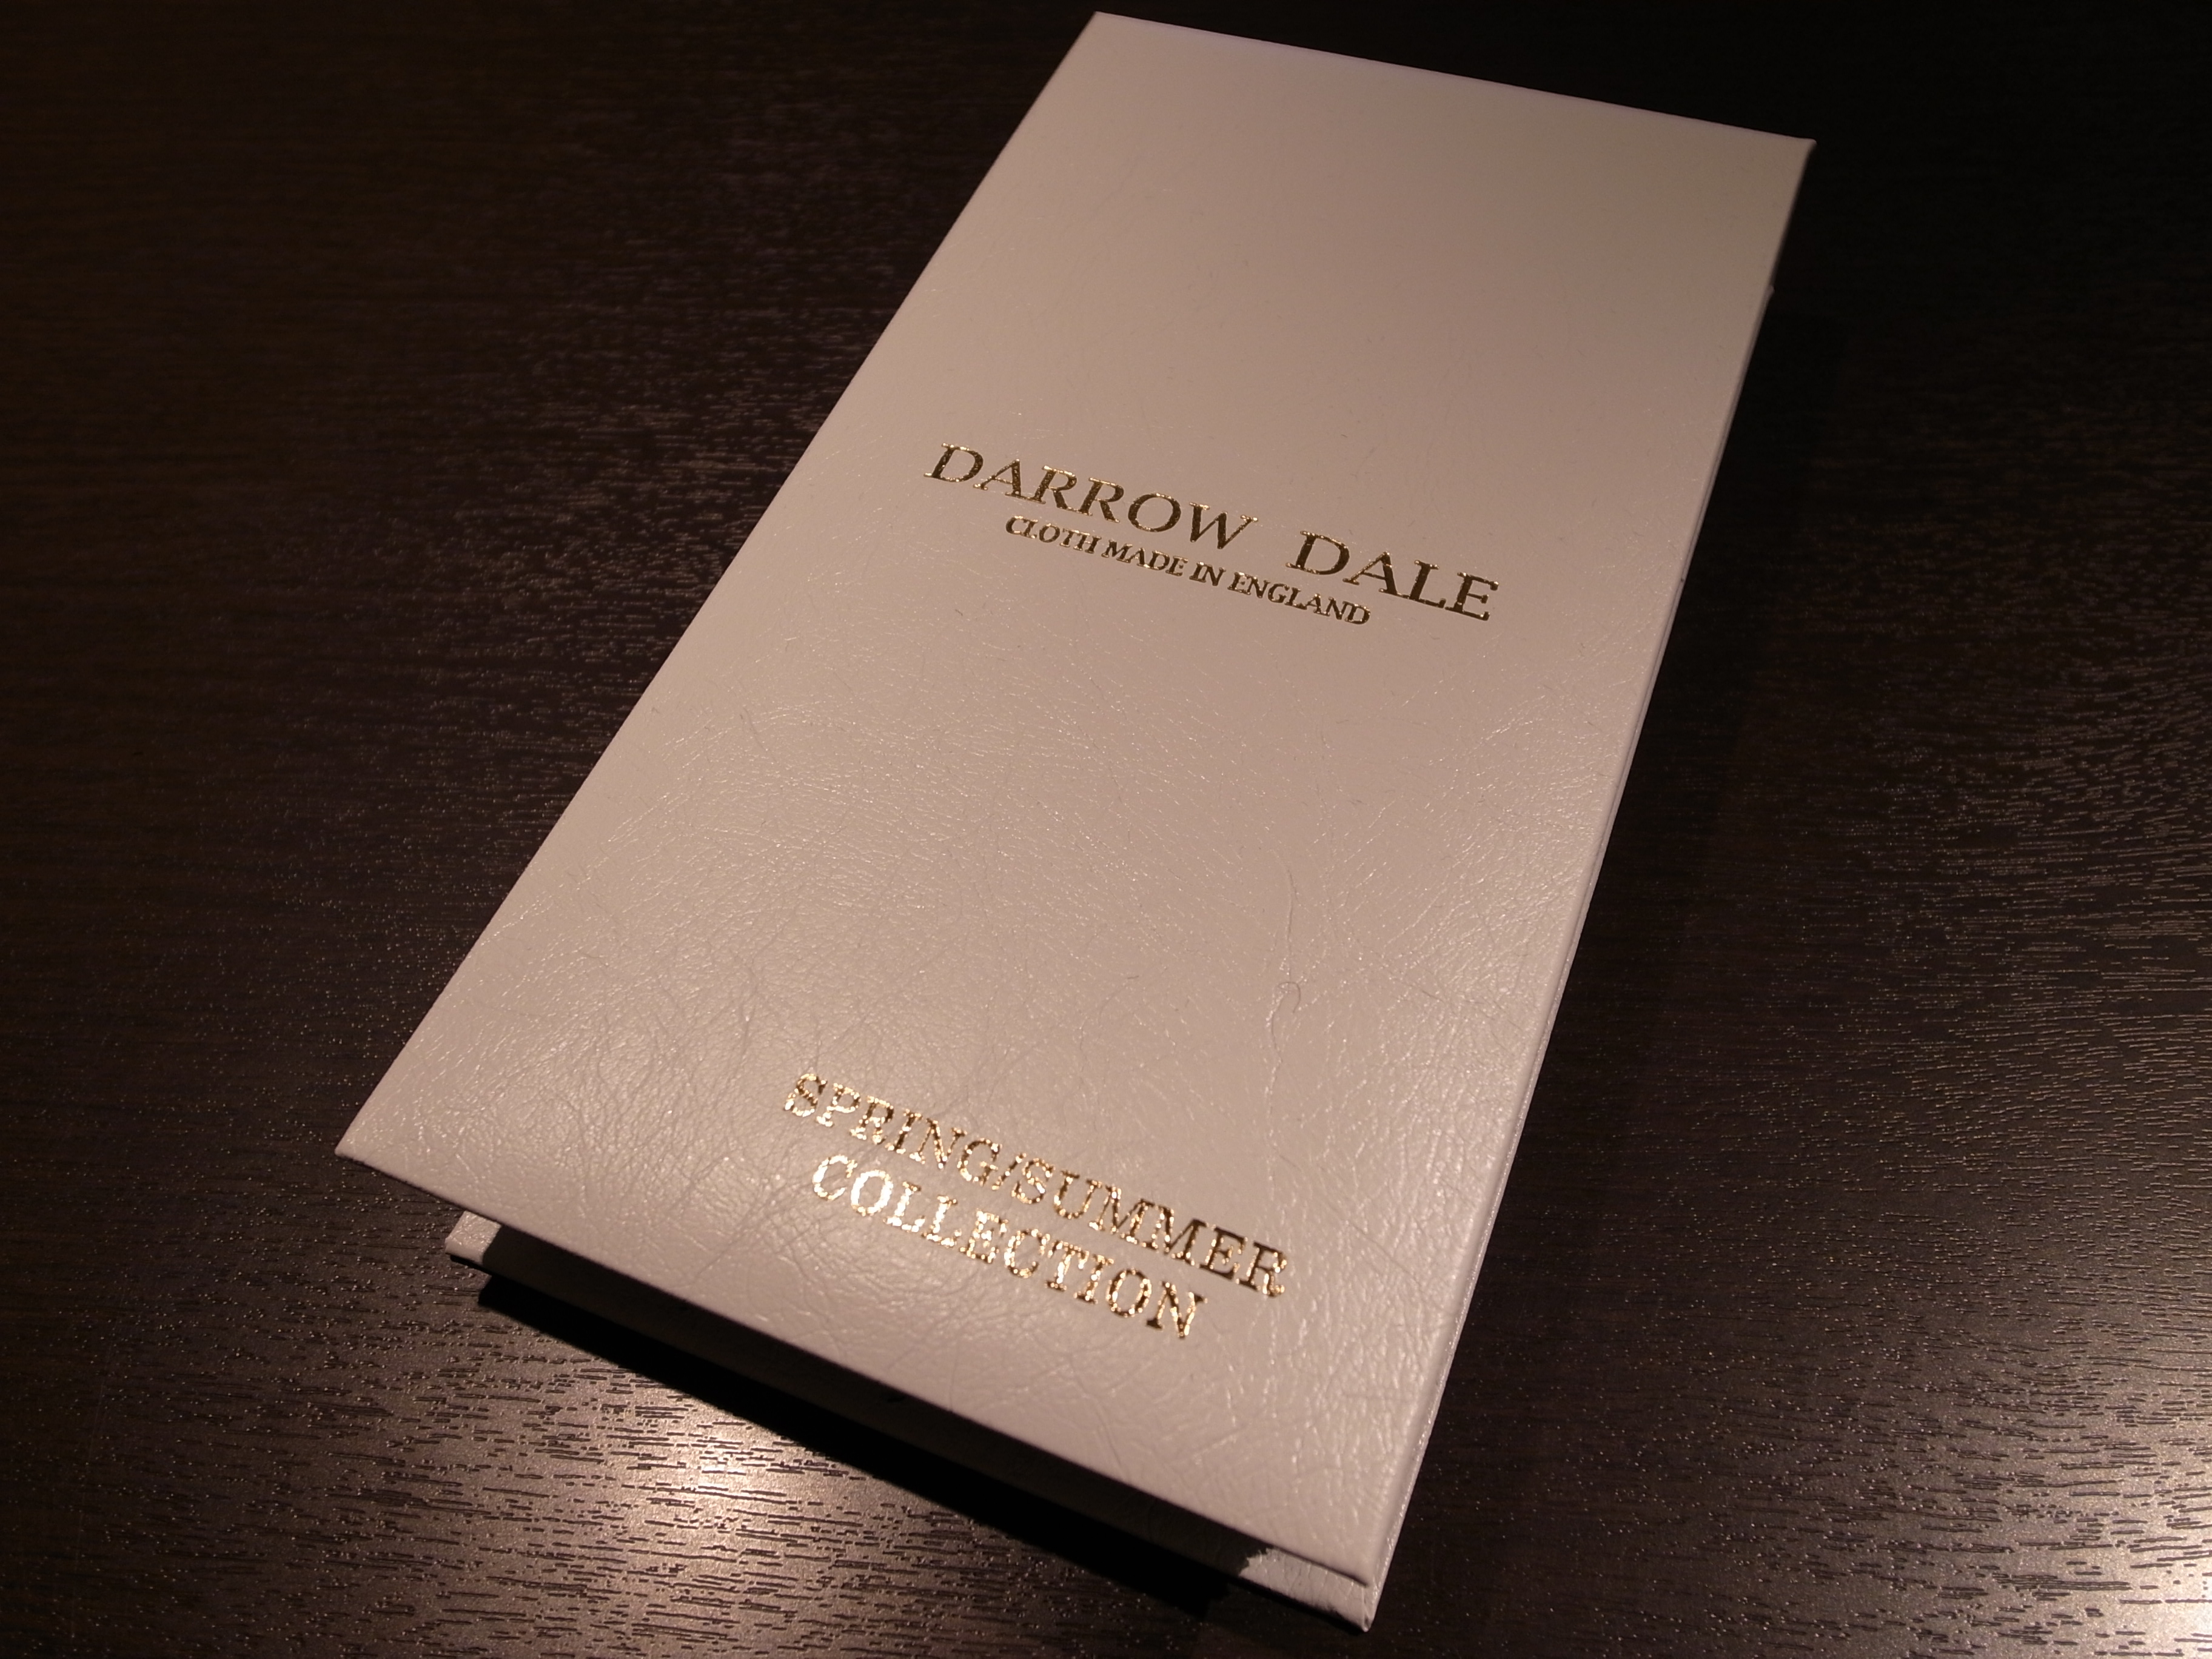 DARROW DALE
CLOTH MADE IN ENGLAND
SPRING/SUMMER
COLLECTION